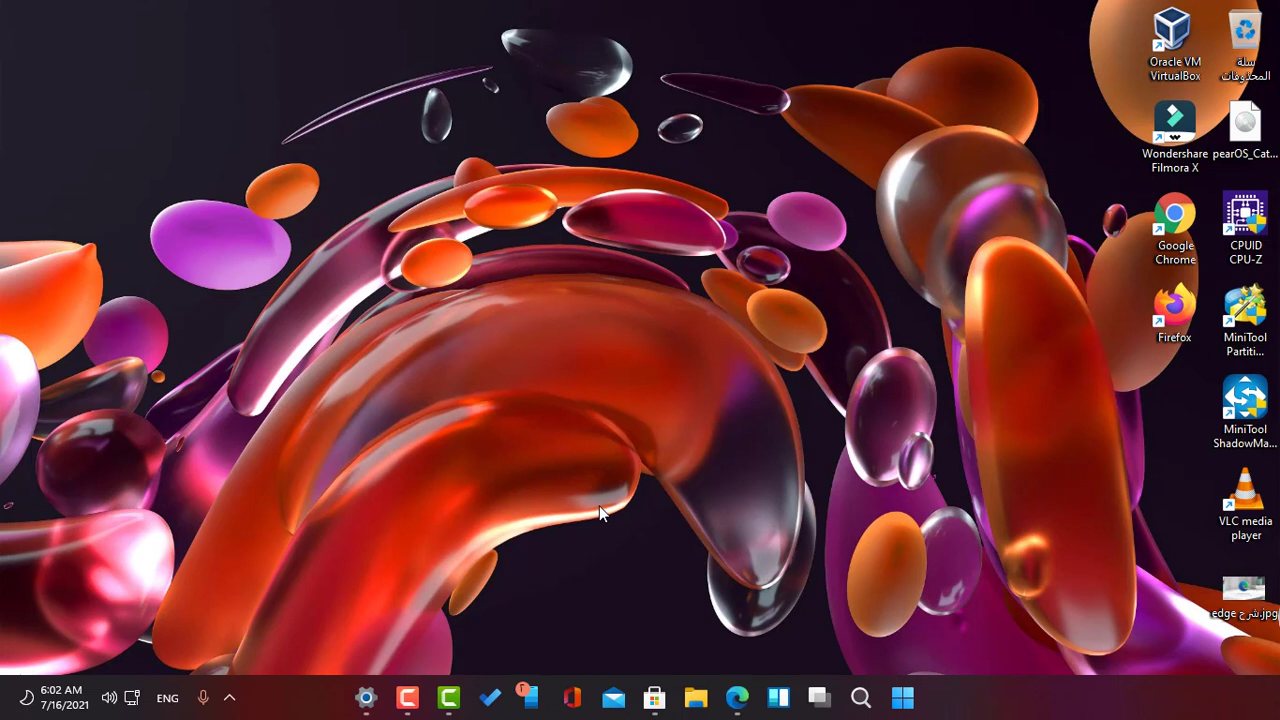 سلة
المحذوفات
Oracle VM
VirtualBox
pearOS_Cat...
Wondershare
Filmora X
CPUID
CPU-Z
Google
Chrome
MiniTool
Partiti...
Firefox
MiniTool
ShadowMa...
VLC media
player
شرح edge.jpg
6:02 AM
7/16/2021
ENG